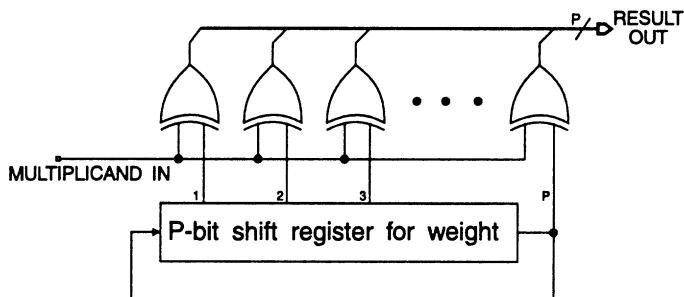 P
RESULT
OUT
MULTIPLICAND IN
1
2
3
P
P-bit shift register for weight